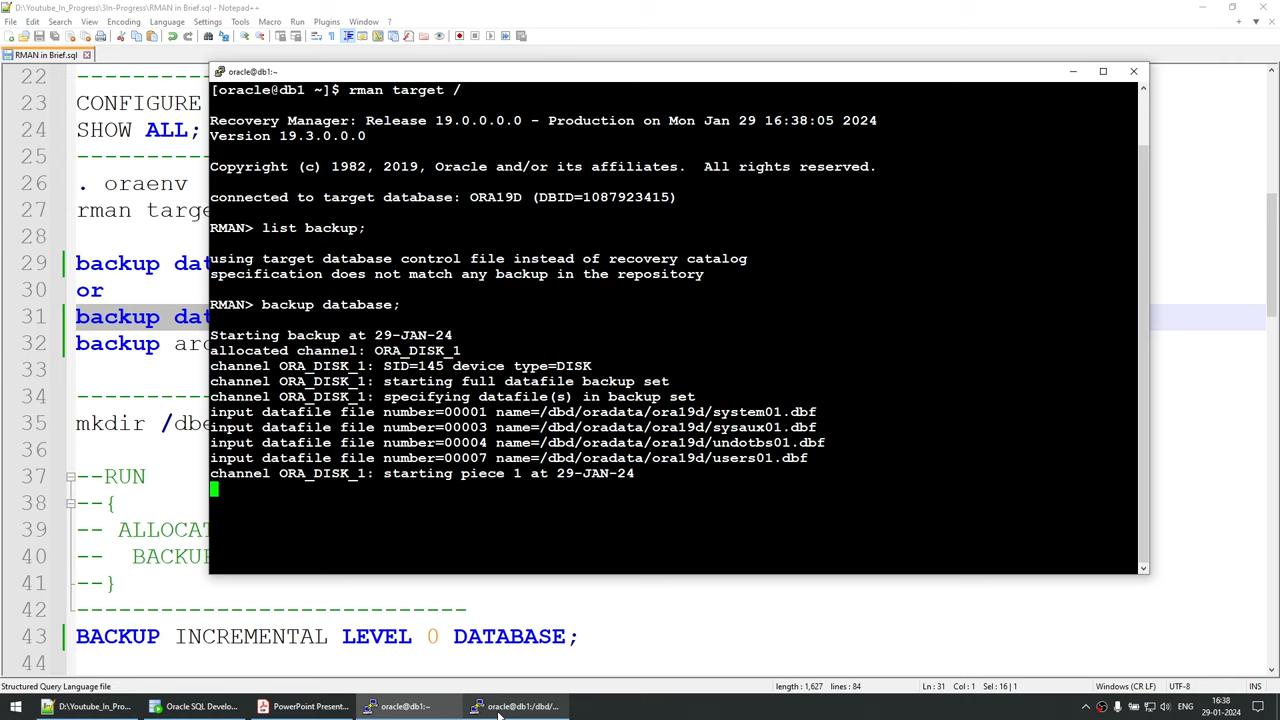 D:\Youtube_In_Progress\3In-Progress\RMAN in Brief.sql - Notepad++
File Edit Search View Encoding Language Settings Tools Macro Run Plugins Window ?
RMAN in Brief.sql
oracle@db1:~
22 ----------
23 CONFIGURE
24 SHOW ALL;
25 ----------
26 . oraenv
27 rman targe
28
29 backup dat
30 or
31 backup dat
32 backup arc
33
34 ----------
35 mkdir /dbe
36
37 --RUN
38 --{
39 -- ALLOCAT
40 -- BACKUP
41 --}
42 ----------------------------
43 BACKUP INCREMENTAL LEVEL 0 DATABASE;
44
[oracle@db1 ~]$ rman target /
Recovery Manager: Release 19.0.0.0.0 - Production on Mon Jan 29 16:38:05 2024
Version 19.3.0.0.0
Copyright (c) 1982, 2019, Oracle and/or its affiliates.  All rights reserved.
connected to target database: ORA19D (DBID=1087923415)
RMAN> list backup;
using target database control file instead of recovery catalog
specification does not match any backup in the repository
RMAN> backup database;
Starting backup at 29-JAN-24
allocated channel: ORA_DISK_1
channel ORA_DISK_1: SID=145 device type=DISK
channel ORA_DISK_1: starting full datafile backup set
channel ORA_DISK_1: specifying datafile(s) in backup set
input datafile file number=00001 name=/dbd/oradata/ora19d/system01.dbf
input datafile file number=00003 name=/dbd/oradata/ora19d/sysaux01.dbf
input datafile file number=00004 name=/dbd/oradata/ora19d/undotbs01.dbf
input datafile file number=00007 name=/dbd/oradata/ora19d/users01.dbf
channel ORA_DISK_1: starting piece 1 at 29-JAN-24
Structured Query Language file length : 1,627 lines : 84 Ln : 31 Col : 1 Sel : 16 | 1 Windows (CR LF) UTF-8 INS
D:\Youtube_In_Pro... Oracle SQL Develo... PowerPoint Present... oracle@db1:~ oracle@db1:/dbd/...
16:38
29-01-2024